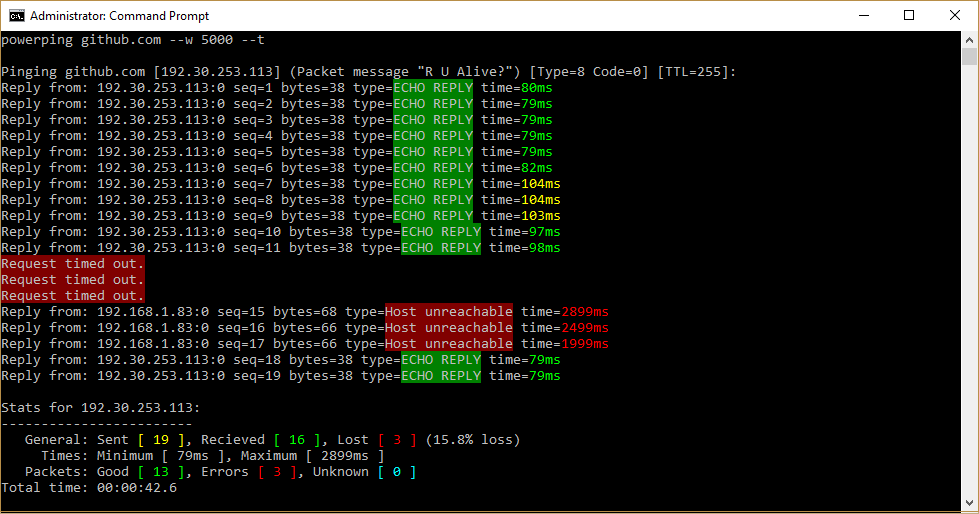 Administrator: Command Prompt
powerping github.com --w 5000 --t
Pinging github.com [192.30.253.113] (Packet message "R U Alive?") [Type=8 Code=0] [TTL=255]:
Reply from: 192.30.253.113:0 seq=1 bytes=38 type=ECHO REPLY time=80ms
Reply from: 192.30.253.113:0 seq=2 bytes=38 type=ECHO REPLY time=79ms
Reply from: 192.30.253.113:0 seq=3 bytes=38 type=ECHO REPLY time=79ms
Reply from: 192.30.253.113:0 seq=4 bytes=38 type=ECHO REPLY time=79ms
Reply from: 192.30.253.113:0 seq=5 bytes=38 type=ECHO REPLY time=79ms
Reply from: 192.30.253.113:0 seq=6 bytes=38 type=ECHO REPLY time=82ms
Reply from: 192.30.253.113:0 seq=7 bytes=38 type=ECHO REPLY time=104ms
Reply from: 192.30.253.113:0 seq=8 bytes=38 type=ECHO REPLY time=104ms
Reply from: 192.30.253.113:0 seq=9 bytes=38 type=ECHO REPLY time=103ms
Reply from: 192.30.253.113:0 seq=10 bytes=38 type=ECHO REPLY time=97ms
Reply from: 192.30.253.113:0 seq=11 bytes=38 type=ECHO REPLY time=98ms
Request timed out.
Request timed out.
Request timed out.
Reply from: 192.168.1.83:0 seq=15 bytes=68 type=Host unreachable time=2899ms
Reply from: 192.168.1.83:0 seq=16 bytes=66 type=Host unreachable time=2499ms
Reply from: 192.168.1.83:0 seq=17 bytes=66 type=Host unreachable time=1999ms
Reply from: 192.30.253.113:0 seq=18 bytes=38 type=ECHO REPLY time=79ms
Reply from: 192.30.253.113:0 seq=19 bytes=38 type=ECHO REPLY time=79ms
Stats for 192.30.253.113:
------------------------
General: Sent [ 19 ], Recieved [ 16 ], Lost [ 3 ] (15.8% loss)
Times: Minimum [ 79ms ], Maximum [ 2899ms ]
Packets: Good [ 13 ], Errors [ 3 ], Unknown [ 0 ]
Total time: 00:00:42.6